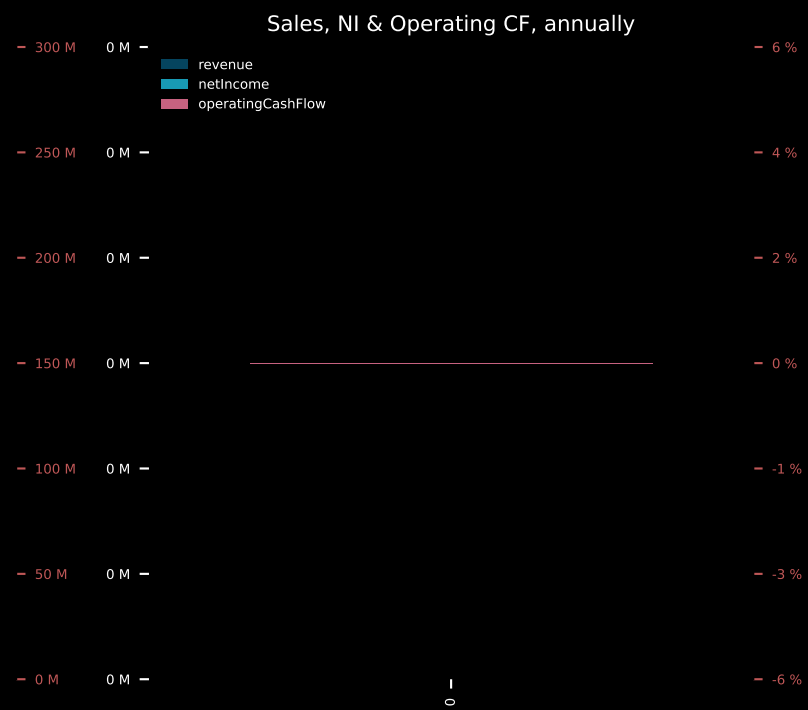 Sales, NI & Operating CF, annually
300 M 0 M 6 %
revenue
netIncome
operatingCashFlow
250 M 0 M 4 %
200 M 0 M 2 %
150 M 0 M 0 %
100 M 0 M -1 %
50 M 0 M -3 %
0 M 0 M -6 %
0